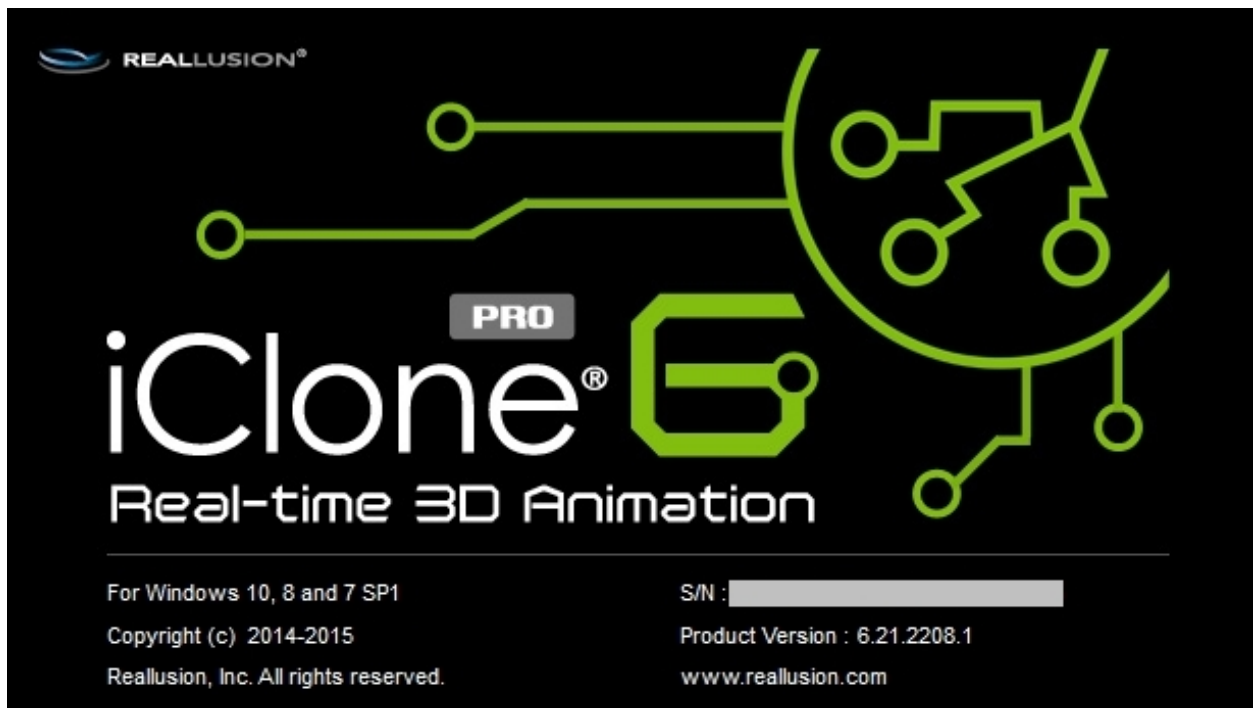 REALLUSION®
PRO
iClone® 6
Real-time 3D Animation
For Windows 10, 8 and 7 SP1
S/N :
Copyright (c) 2014-2015
Product Version : 6.21.2208.1
Reallusion, Inc. All rights reserved.
www.reallusion.com